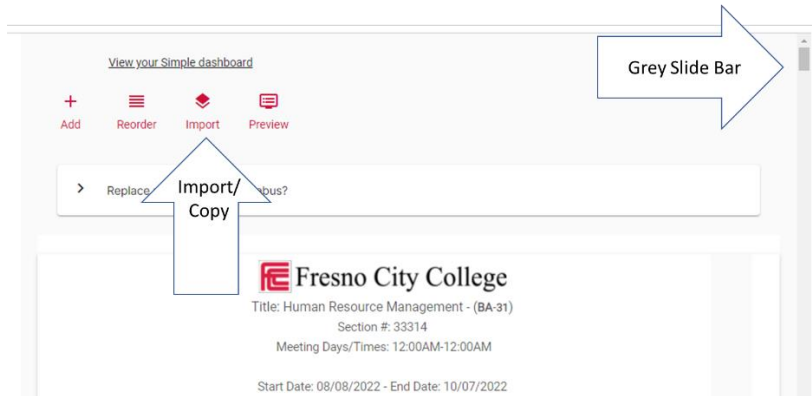 View your Simple dashboard
Grey Slide Bar
Add Reorder Import Preview
Import/
Copy
Replace
bus?
Fresno City College
Title: Human Resource Management - (BA-31)
Section #: 33314
Meeting Days/Times: 12:00AM-12:00AM
Start Date: 08/08/2022 - End Date: 10/07/2022